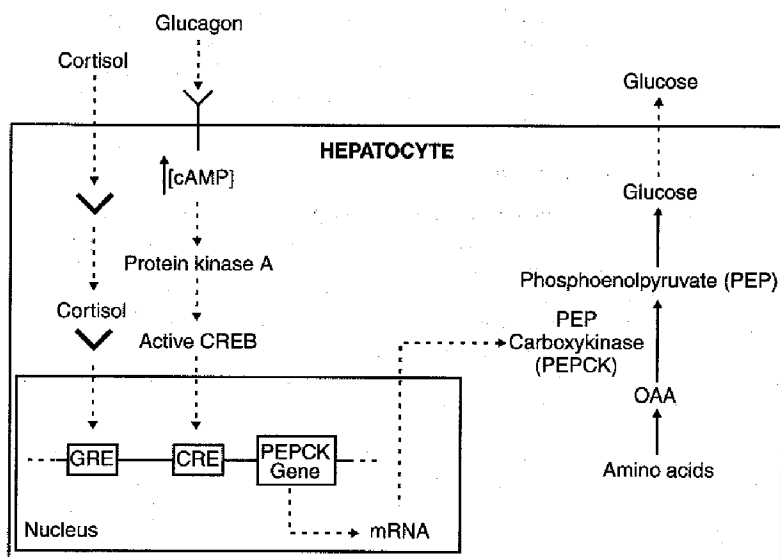 Glucagon
Cortisol
Glucose
HEPATOCYTE
[cAMP]
Glucose
Protein kinase A
Phosphoenolpyruvate (PEP)
Cortisol
Active CREB
PEP
Carboxykinase
(PEPCK)
OAA
GRE
CRE
PEPCK
Gene
Amino acids
Nucleus
mRNA